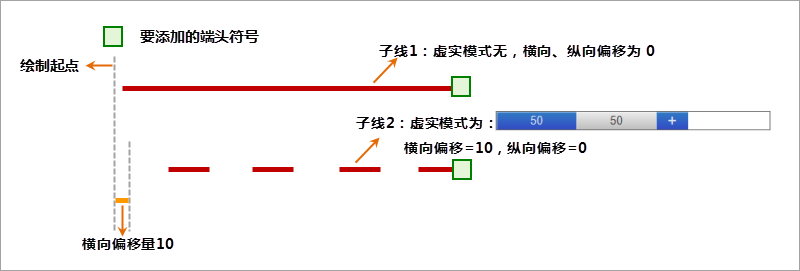 要添加的端头符号
子线1：虚实模式无，横向、纵向偏移为 0
绘制起点
子线2：虚实模式为：
50 50 +
横向偏移=10，纵向偏移=0
横向偏移量10